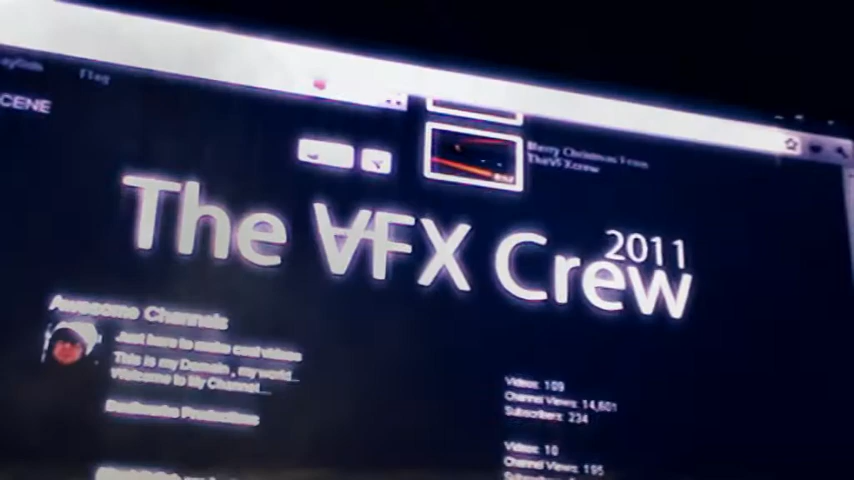 Flag
CENE
Merry Christmas From
TheVFXcrew
The VFX Crew
2011
Awesome Channels
Just here to make cool videos
This is my Domain , my world...
Welcome to My Channel...
Videos: 109
Channel Views: 14,601
Subscribers: 234
Videos: 10
Channel Views: 195